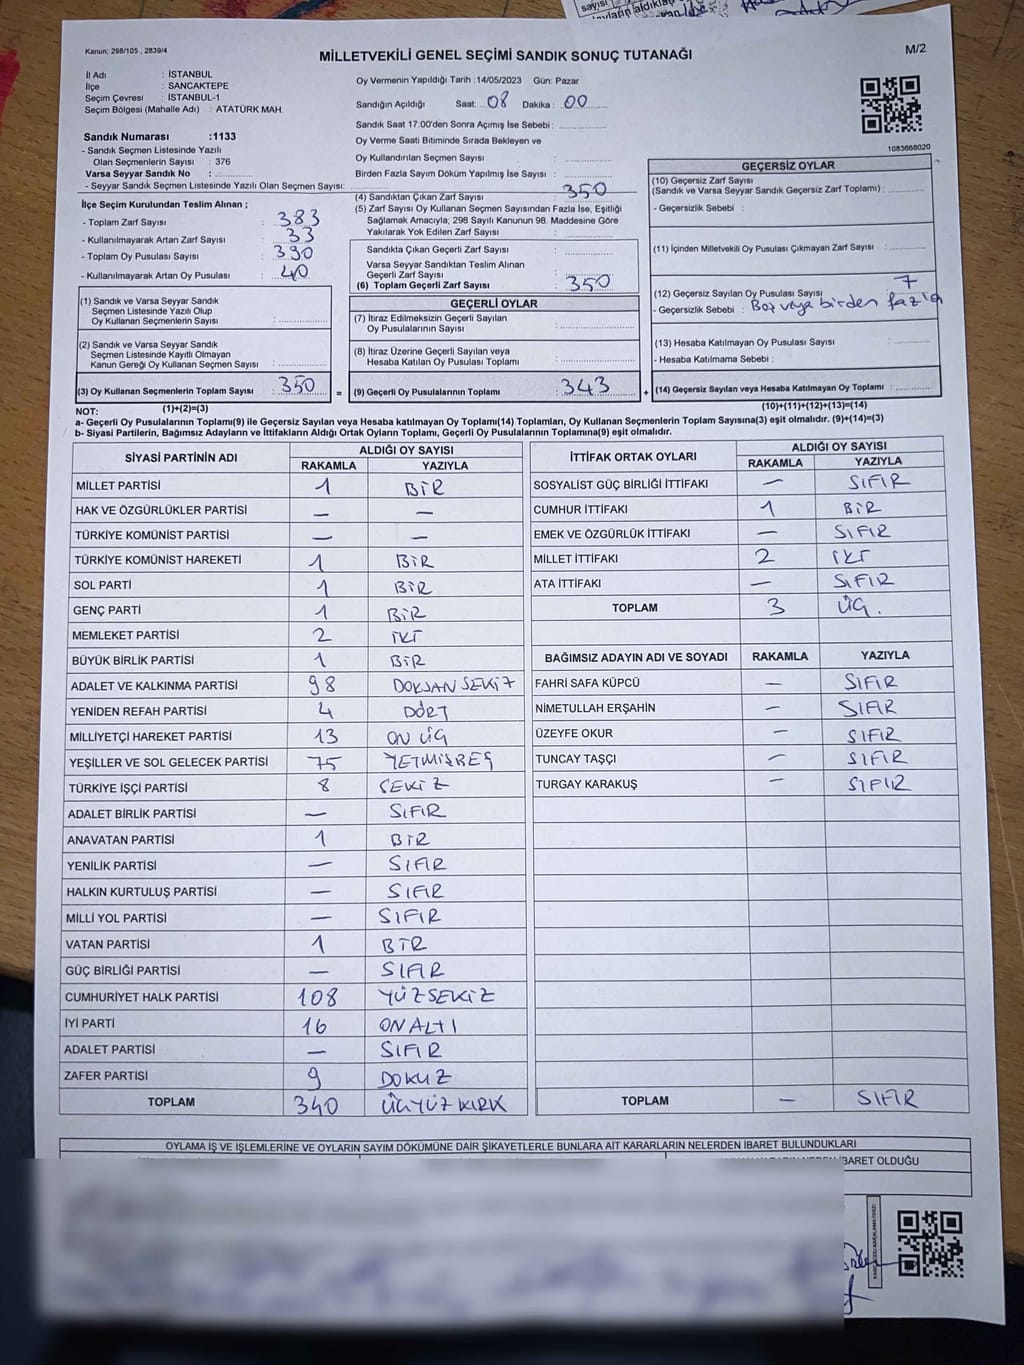 Kanun; 298/105 , 2839/4
MİLLETVEKİLİ GENEL SEÇİMİ SANDIK SONUÇ TUTANAĞI
M/2
İl Adı : İSTANBUL
İlçe : SANCAKTEPE
Seçim Çevresi : İSTANBUL-1
Seçim Bölgesi (Mahalle Adı) : ATATÜRK MAH.
Oy Vermenin Yapıldığı Tarih : 14/05/2023 Gün: Pazar
Sandığın Açıldığı Saat: 08 Dakika : 00
Sandık Saat 17:00'den Sonra Açımış İse Sebebi :
Oy Verme Saati Bitiminde Sırada Bekleyen ve
Oy Kullandırılan Seçmen Sayısı :
Birden Fazla Sayım Döküm Yapılmış İse Sayısı :
1083668020
Sandık Numarası :1133
- Sandık Seçmen Listesinde Yazılı
Olan Seçmenlerin Sayısı : 376
Varsa Seyyar Sandık No :
- Seyyar Sandık Seçmen Listesinde Yazılı Olan Seçmen Sayısı:
İlçe Seçim Kurulundan Teslim Alınan ;
- Toplam Zarf Sayısı : 383
- Kullanılmayarak Artan Zarf Sayısı : 33
- Toplam Oy Pusulası Sayısı : 390
- Kullanılmayarak Artan Oy Pusulası : 40
(4) Sandıktan Çıkan Zarf Sayısı : 350
(5) Zarf Sayısı Oy Kullanan Seçmen Sayısından Fazla İse, Eşitliği
Sağlamak Amacıyla; 298 Sayılı Kanunun 98. Maddesine Göre
Yakılarak Yok Edilen Zarf Sayısı :
Sandıkta Çıkan Geçerli Zarf Sayısı :
Varsa Seyyar Sandıktan Teslim Alınan
Geçerli Zarf Sayısı :
(6) Toplam Geçerli Zarf Sayısı : 350
GEÇERSİZ OYLAR
(10) Geçersiz Zarf Sayısı
(Sandık ve Varsa Seyyar Sandık Geçersiz Zarf Toplamı) :
- Geçersizlik Sebebi :
(11) İçinden Milletvekili Oy Pusulası Çıkmayan Zarf Sayısı :
(12) Geçersiz Sayılan Oy Pusulası Sayısı : 7
- Geçersizlik Sebebi : Boş veya birden fazla
(13) Hesaba Katılmayan Oy Pusulası Sayısı :
- Hesaba Katılmama Sebebi :
(14) Geçersiz Sayılan veya Hesaba Katılmayan Oy Toplamı :
(10)+(11)+(12)+(13)=(14)
(1) Sandık ve Varsa Seyyar Sandık
Seçmen Listesinde Yazılı Olup
Oy Kullanan Seçmenlerin Sayısı :
(2) Sandık ve Varsa Seyyar Sandık
Seçmen Listesinde Kayıtlı Olmayan
Kanun Gereği Oy Kullanan Seçmen Sayısı :
(3) Oy Kullanan Seçmenlerin Toplam Sayısı : 350 =
(1)+(2)=(3)
GEÇERLİ OYLAR
(7) İtiraz Edilmeksizin Geçerli Sayılan
Oy Pusulalarının Sayısı :
(8) İtiraz Üzerine Geçerli Sayılan veya
Hesaba Katılan Oy Pusulası Toplamı :
(9) Geçerli Oy Pusulalarının Toplamı : 343 +
NOT:
a- Geçerli Oy Pusulalarının Toplamı(9) ile Geçersiz Sayılan veya Hesaba katılmayan Oy Toplamı(14) Toplamları, Oy Kullanan Seçmenlerin Toplam Sayısına(3) eşit olmalıdır. (9)+(14)=(3)
b- Siyasi Partilerin, Bağımsız Adayların ve İttifakların Aldığı Ortak Oyların Toplamı, Geçerli Oy Pusulalarının Toplamına(9) eşit olmalıdır.
SİYASİ PARTİNİN ADI ALDIĞI OY SAYISI
RAKAMLA YAZIYLA
MİLLET PARTİSİ 1 BİR
HAK VE ÖZGÜRLÜKLER PARTİSİ — —
TÜRKİYE KOMÜNİST PARTİSİ — —
TÜRKİYE KOMÜNİST HAREKETİ 1 BİR
SOL PARTİ 1 BİR
GENÇ PARTİ 1 BİR
MEMLEKET PARTİSİ 2 İKİ
BÜYÜK BİRLİK PARTİSİ 1 BİR
ADALET VE KALKINMA PARTİSİ 98 DOKSAN SEKİZ
YENİDEN REFAH PARTİSİ 4 DÖRT
MİLLİYETÇİ HAREKET PARTİSİ 13 ON ÜÇ
YEŞİLLER VE SOL GELECEK PARTİSİ 75 YETMİŞBEŞ
TÜRKİYE İŞÇİ PARTİSİ 8 SEKİZ
ADALET BİRLİK PARTİSİ — SIFIR
ANAVATAN PARTİSİ 1 BİR
YENİLİK PARTİSİ — SIFIR
HALKIN KURTULUŞ PARTİSİ — SIFIR
MİLLİ YOL PARTİSİ — SIFIR
VATAN PARTİSİ 1 BİR
GÜÇ BİRLİĞİ PARTİSİ — SIFIR
CUMHURİYET HALK PARTİSİ 108 YÜZSEKİZ
İYİ PARTİ 16 ON ALTI
ADALET PARTİSİ — SIFIR
ZAFER PARTİSİ 9 DOKUZ
TOPLAM 340 ÜÇYÜZ KIRK
İTTİFAK ORTAK OYLARI ALDIĞI OY SAYISI
RAKAMLA YAZIYLA
SOSYALİST GÜÇ BİRLİĞİ İTTİFAKI — SIFIR
CUMHUR İTTİFAKI 1 BİR
EMEK VE ÖZGÜRLÜK İTTİFAKI — SIFIR
MİLLET İTTİFAKI 2 İKİ
ATA İTTİFAKI — SIFIR
TOPLAM 3 ÜÇ.
BAĞIMSIZ ADAYIN ADI VE SOYADI RAKAMLA YAZIYLA
FAHRİ SAFA KÜPCÜ — SIFIR
NİMETULLAH ERŞAHİN — SIFIR
ÜZEYFE OKUR — SIFIR
TUNCAY TAŞÇI — SIFIR
TURGAY KARAKUŞ — SIFIR
TOPLAM — SIFIR
OYLAMA İŞ VE İŞLEMLERİNE VE OYLARIN SAYIM DÖKÜMÜNE DAİR ŞİKAYETLERLE BUNLARA AİT KARARLARIN NELERDEN İBARET BULUNDUKLARI
İBARET OLDUĞU